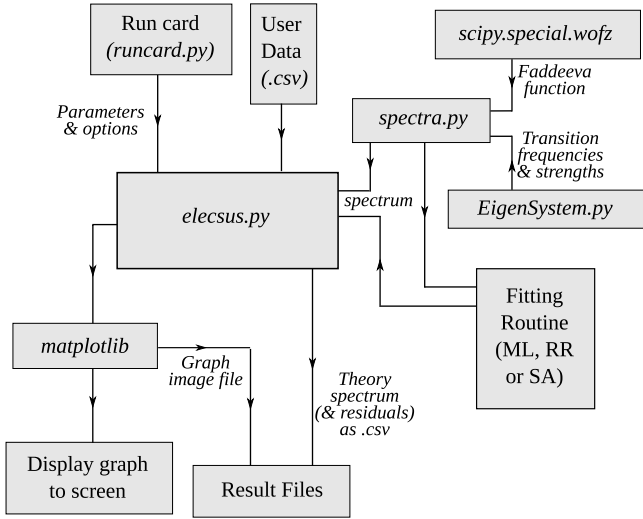 Run card
(runcard.py)
User
Data
(.csv)
scipy.special.wofz
Faddeeva
function
Parameters
& options
spectra.py
Transition
frequencies
& strengths
elecsus.py
spectrum
EigenSystem.py
Fitting
Routine
(ML, RR
or SA)
matplotlib
Graph
image file
Theory
spectrum
(& residuals)
as .csv
Display graph
to screen
Result Files